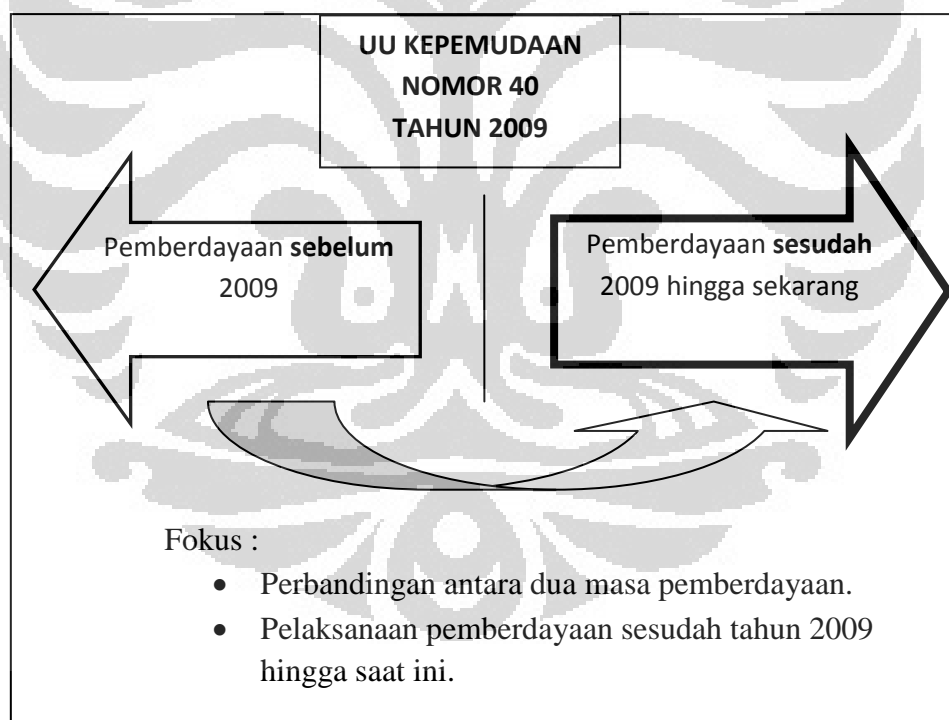 UU KEPEMUDAAN
NOMOR 40
TAHUN 2009
Pemberdayaan sebelum
2009
Pemberdayaan sesudah
2009 hingga sekarang
Fokus :
• Perbandingan antara dua masa pemberdayaan.
• Pelaksanaan pemberdayaan sesudah tahun 2009
hingga saat ini.